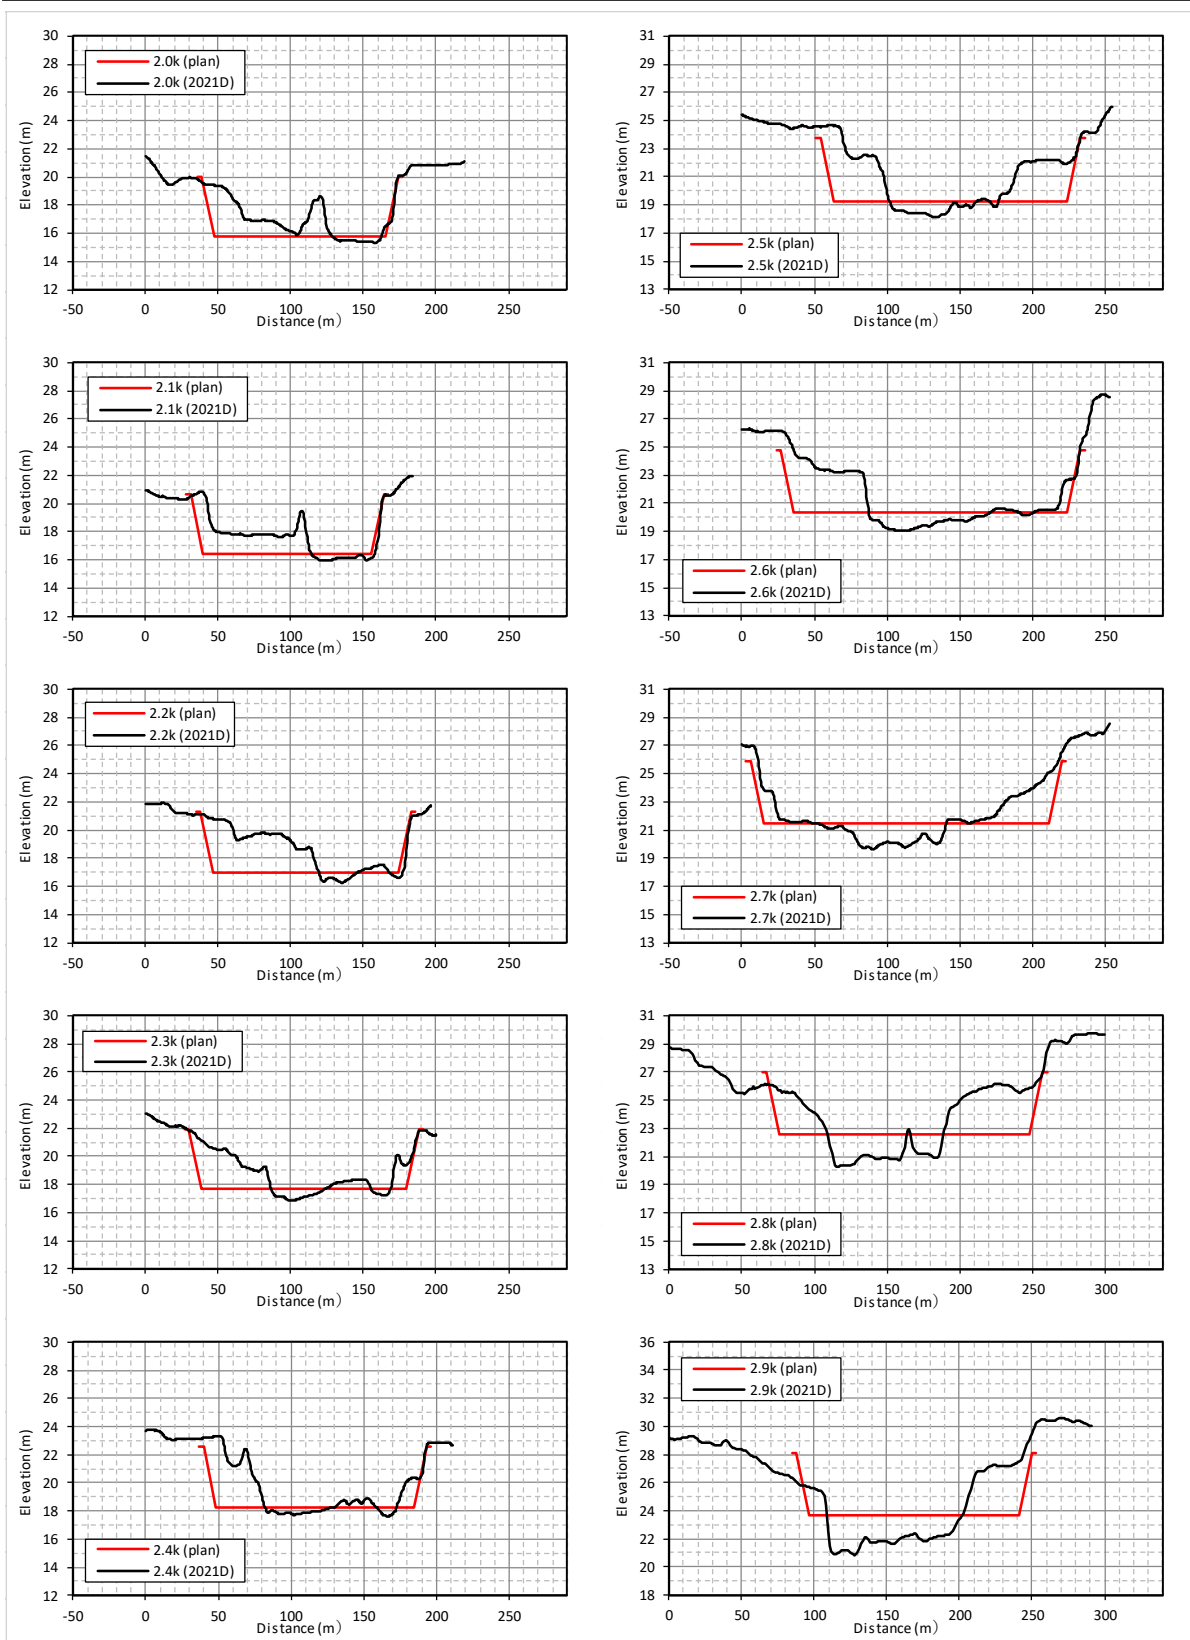 30
28
26
24
22
20
18
16
14
12
Elevation (m)
2.0k (plan)
2.0k (2021D)
-50 0 50 100 150 200 250
Distance (m)
31
29
27
25
23
21
19
17
15
13
Elevation (m)
2.5k (plan)
2.5k (2021D)
-50 0 50 100 150 200 250
Distance (m)
30
28
26
24
22
20
18
16
14
12
Elevation (m)
2.1k (plan)
2.1k (2021D)
-50 0 50 100 150 200 250
Distance (m)
31
29
27
25
23
21
19
17
15
13
Elevation (m)
2.6k (plan)
2.6k (2021D)
-50 0 50 100 150 200 250
Distance (m)
30
28
26
24
22
20
18
16
14
12
Elevation (m)
2.2k (plan)
2.2k (2021D)
-50 0 50 100 150 200 250
Distance (m)
31
29
27
25
23
21
19
17
15
13
Elevation (m)
2.7k (plan)
2.7k (2021D)
-50 0 50 100 150 200 250
Distance (m)
30
28
26
24
22
20
18
16
14
12
Elevation (m)
2.3k (plan)
2.3k (2021D)
-50 0 50 100 150 200 250
Distance (m)
31
29
27
25
23
21
19
17
15
13
Elevation (m)
2.8k (plan)
2.8k (2021D)
0 50 100 150 200 250 300
Distance (m)
30
28
26
24
22
20
18
16
14
12
Elevation (m)
2.4k (plan)
2.4k (2021D)
-50 0 50 100 150 200 250
Distance (m)
36
34
32
30
28
26
24
22
20
18
Elevation (m)
2.9k (plan)
2.9k (2021D)
0 50 100 150 200 250 300
Distance (m)